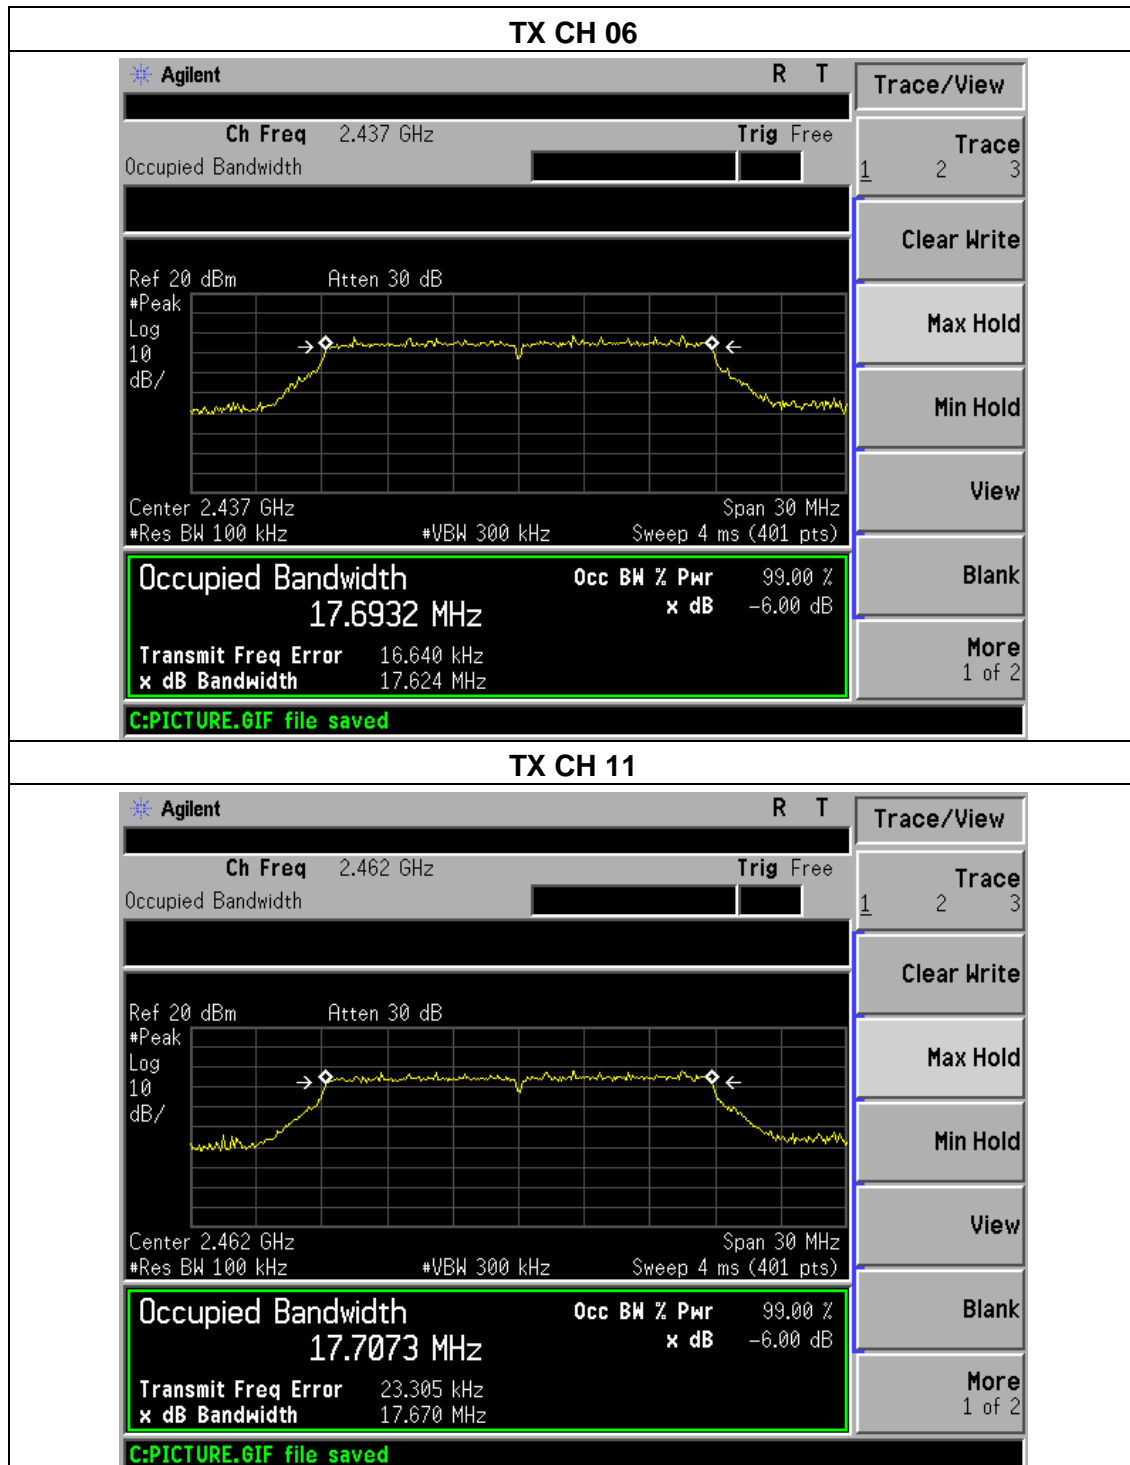 TX CH 06
Agilent R T
Trace/View
Ch Freq 2.437 GHz Trig Free
Occupied Bandwidth
Trace
1 2 3
Clear Write
Ref 20 dBm Atten 30 dB
#Peak
Log
10
dB/
Max Hold
Min Hold
View
Center 2.437 GHz Span 30 MHz
#Res BW 100 kHz #VBW 300 kHz Sweep 4 ms (401 pts)
Occupied Bandwidth Occ BW % Pwr 99.00 %
17.6932 MHz x dB -6.00 dB
Blank
Transmit Freq Error 16.640 kHz
x dB Bandwidth 17.624 MHz
More
1 of 2
C:PICTURE.GIF file saved
TX CH 11
Agilent R T
Trace/View
Ch Freq 2.462 GHz Trig Free
Occupied Bandwidth
Trace
1 2 3
Clear Write
Ref 20 dBm Atten 30 dB
#Peak
Log
10
dB/
Max Hold
Min Hold
View
Center 2.462 GHz Span 30 MHz
#Res BW 100 kHz #VBW 300 kHz Sweep 4 ms (401 pts)
Occupied Bandwidth Occ BW % Pwr 99.00 %
17.7073 MHz x dB -6.00 dB
Blank
Transmit Freq Error 23.305 kHz
x dB Bandwidth 17.670 MHz
More
1 of 2
C:PICTURE.GIF file saved